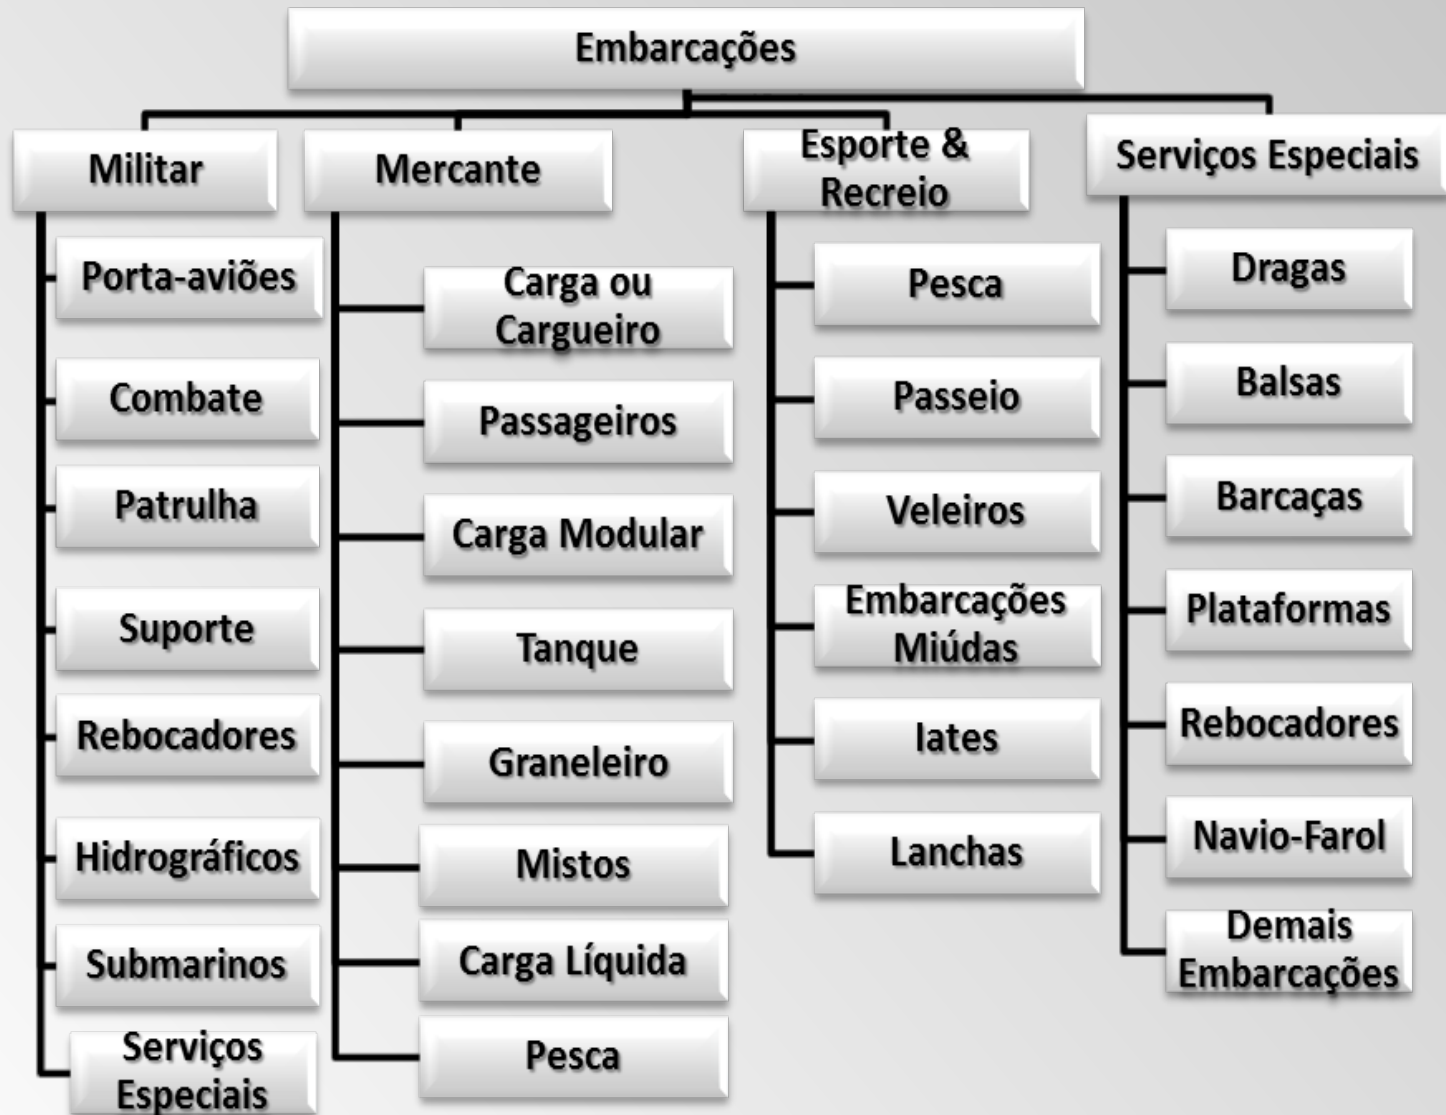 Embarcações
Militar
Porta-aviões
Combate
Patrulha
Suporte
Rebocadores
Hidrográficos
Submarinos
Serviços
Especiais
Mercante
Carga ou
Cargueiro
Passageiros
Carga Modular
Tanque
Graneleiro
Mistos
Carga Líquida
Pesca
Esporte &
Recreio
Pesca
Passeio
Veleiros
Embarcações
Miúdas
Iates
Lanchas
Serviços Especiais
Dragas
Balsas
Barcaças
Plataformas
Rebocadores
Navio-Farol
Demais
Embarcações